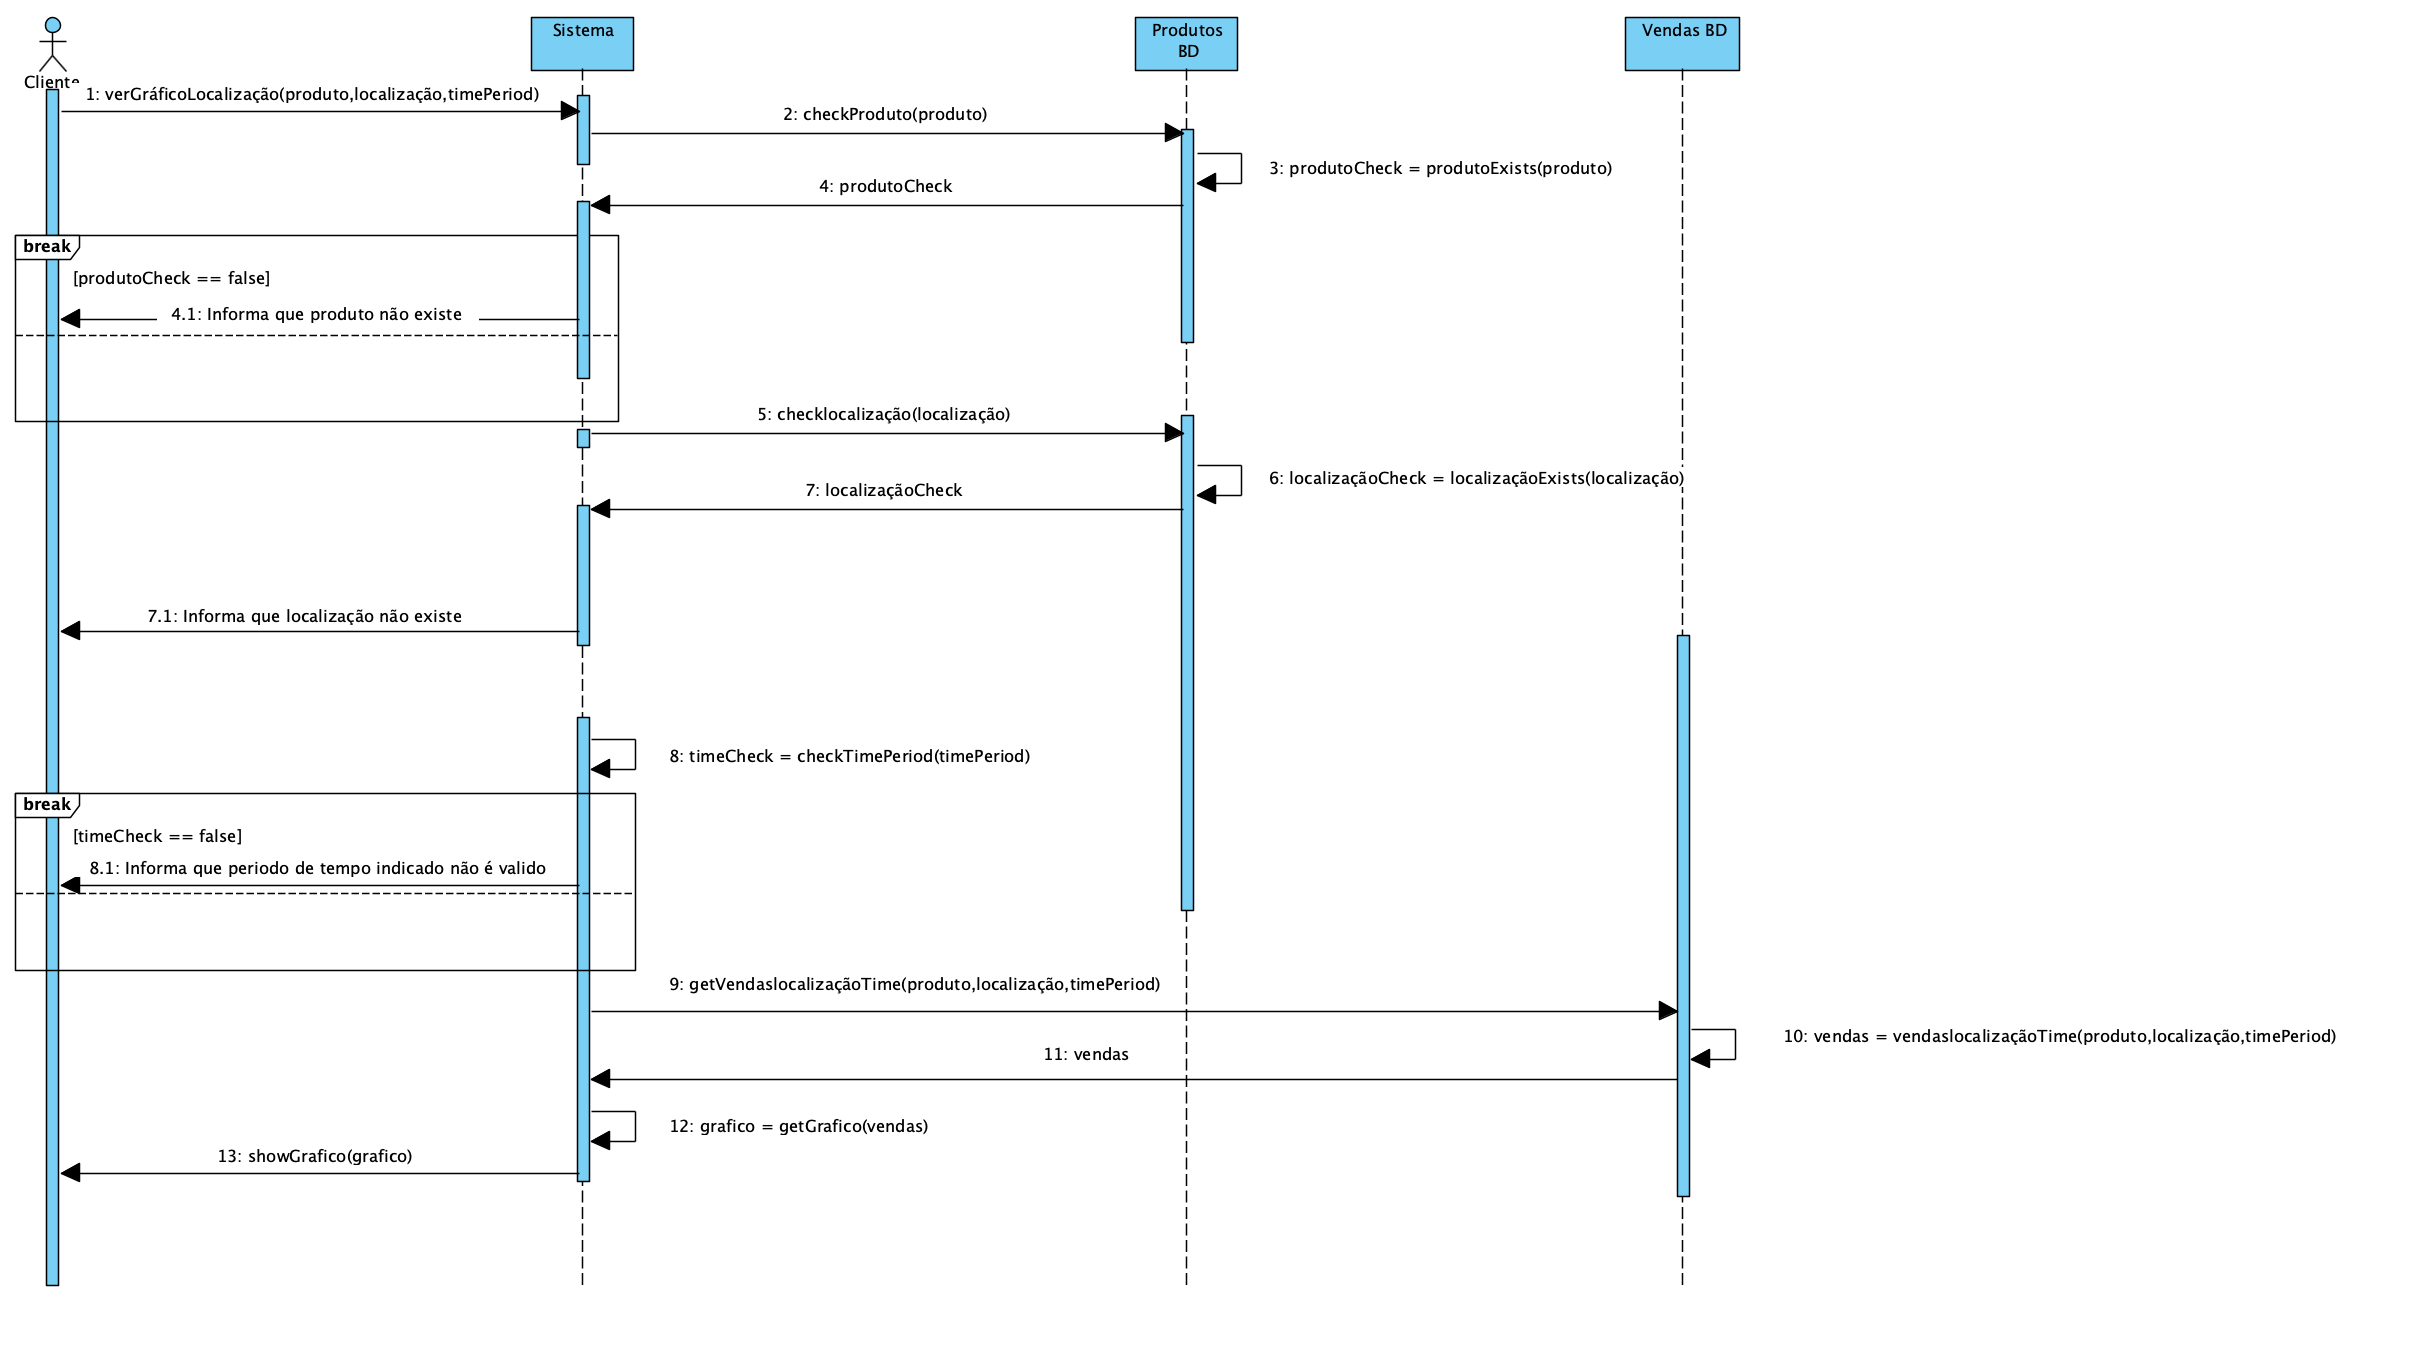 Cliente
Sistema
Produtos
BD
Vendas BD
1: verGráficoLocalização(produto,localização,timePeriod)
2: checkProduto(produto)
3: produtoCheck = produtoExists(produto)
4: produtoCheck
break
[produtoCheck == false]
4.1: Informa que produto não existe
5: checklocalização(localização)
6: localizaçãoCheck = localizaçãoExists(localização)
7: localizaçãoCheck
7.1: Informa que localização não existe
8: timeCheck = checkTimePeriod(timePeriod)
break
[timeCheck == false]
8.1: Informa que periodo de tempo indicado não é valido
9: getVendaslocalizaçãoTime(produto,localização,timePeriod)
10: vendas = vendaslocalizaçãoTime(produto,localização,timePeriod)
11: vendas
12: grafico = getGrafico(vendas)
13: showGrafico(grafico)